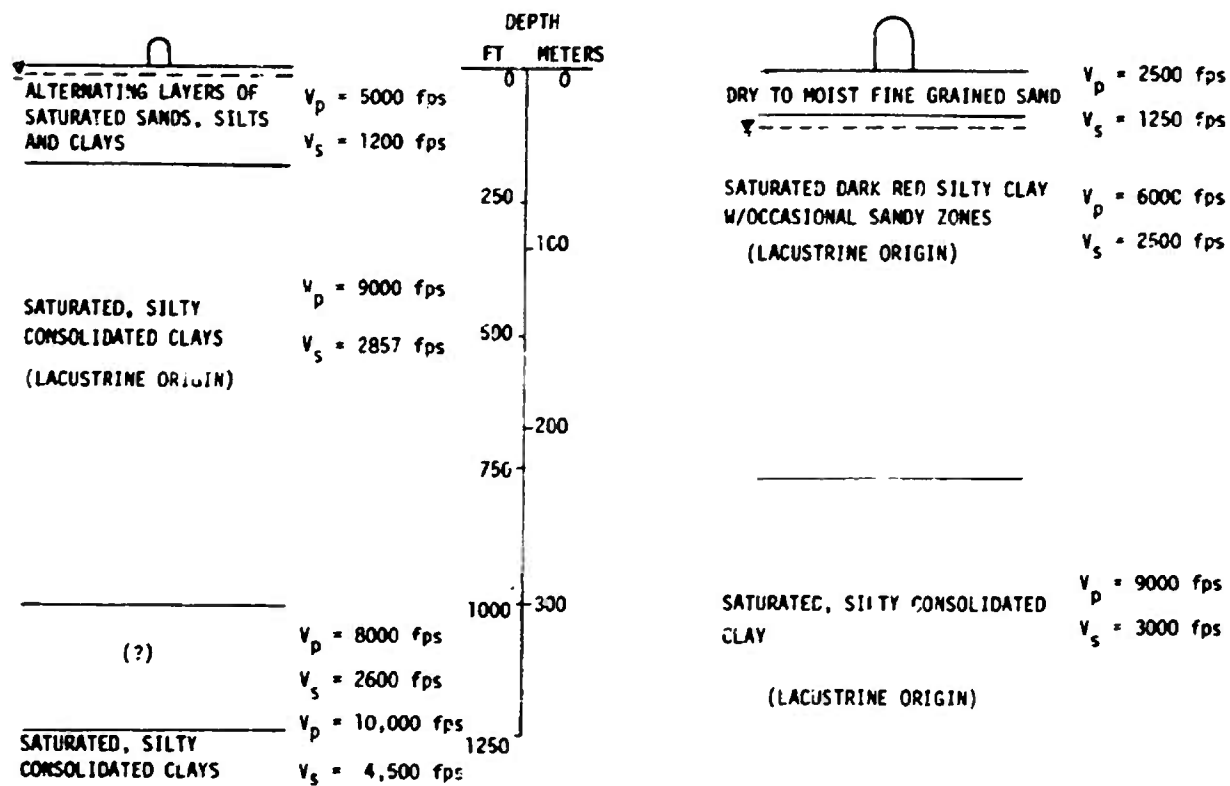 DEPTH
FT METERS
0 0
250
100
500
200
750
1000 300
1250
ALTERNATING LAYERS OF
SATURATED SANDS, SILTS
AND CLAYS
Vp = 5000 fps
Vs = 1200 fps
SATURATED, SILTY
CONSOLIDATED CLAYS
(LACUSTRINE ORIGIN)
Vp = 9000 fps
Vs = 2857 fps
(?)
Vp = 8000 fps
Vs = 2600 fps
SATURATED, SILTY
CONSOLIDATED CLAYS
Vp = 10,000 fps
Vs = 4,500 fps
DRY TO MOIST FINE GRAINED SAND
Vp = 2500 fps
Vs = 1250 fps
SATURATED DARK RED SILTY CLAY
W/OCCASIONAL SANDY ZONES
(LACUSTRINE ORIGIN)
Vp = 6000 fps
Vs = 2500 fps
SATURATED, SILTY CONSOLIDATED
CLAY
(LACUSTRINE ORIGIN)
Vp = 9000 fps
Vs = 3000 fps